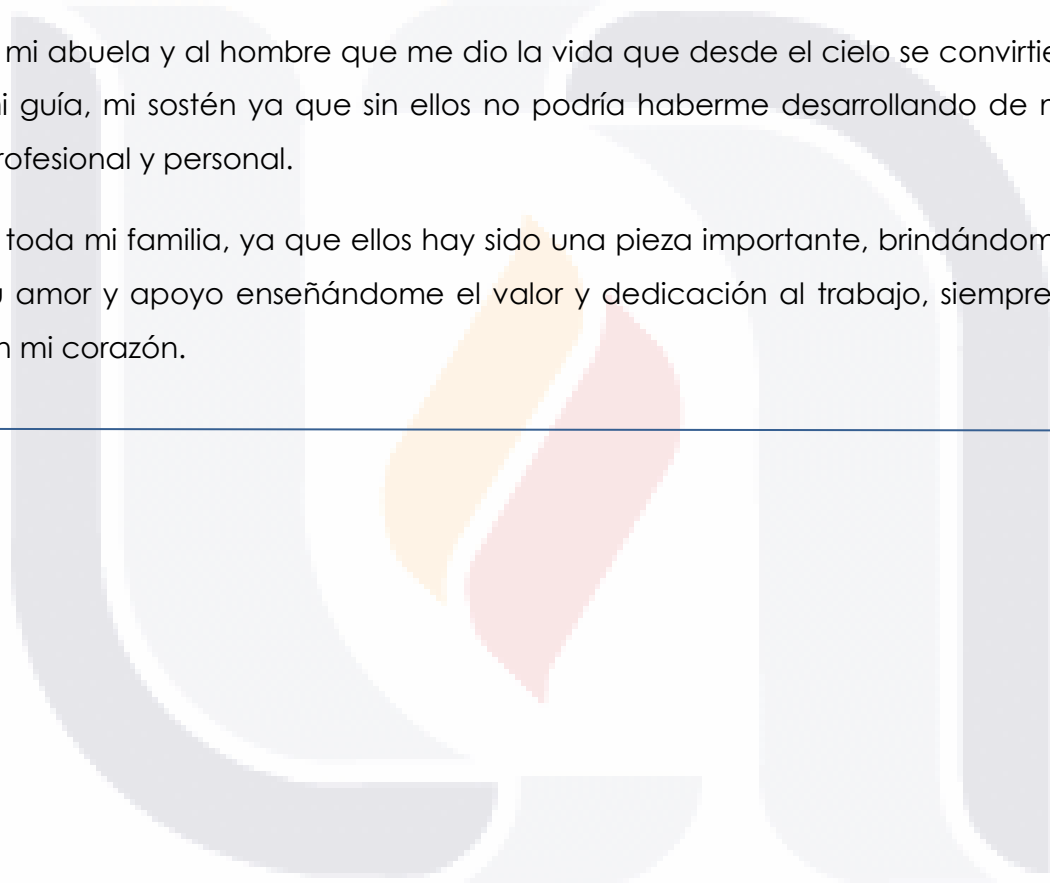 mi abuela y al hombre que me dio la vida que desde el cielo se convirtie
guía, mi sostén ya que sin ellos no podría haberme desarrollando de
rofesional y personal.
toda mi familia, ya que ellos hay sido una pieza importante, brindándom
amor y apoyo enseñándome el valor y dedicación al trabajo, siempre
mi corazón.